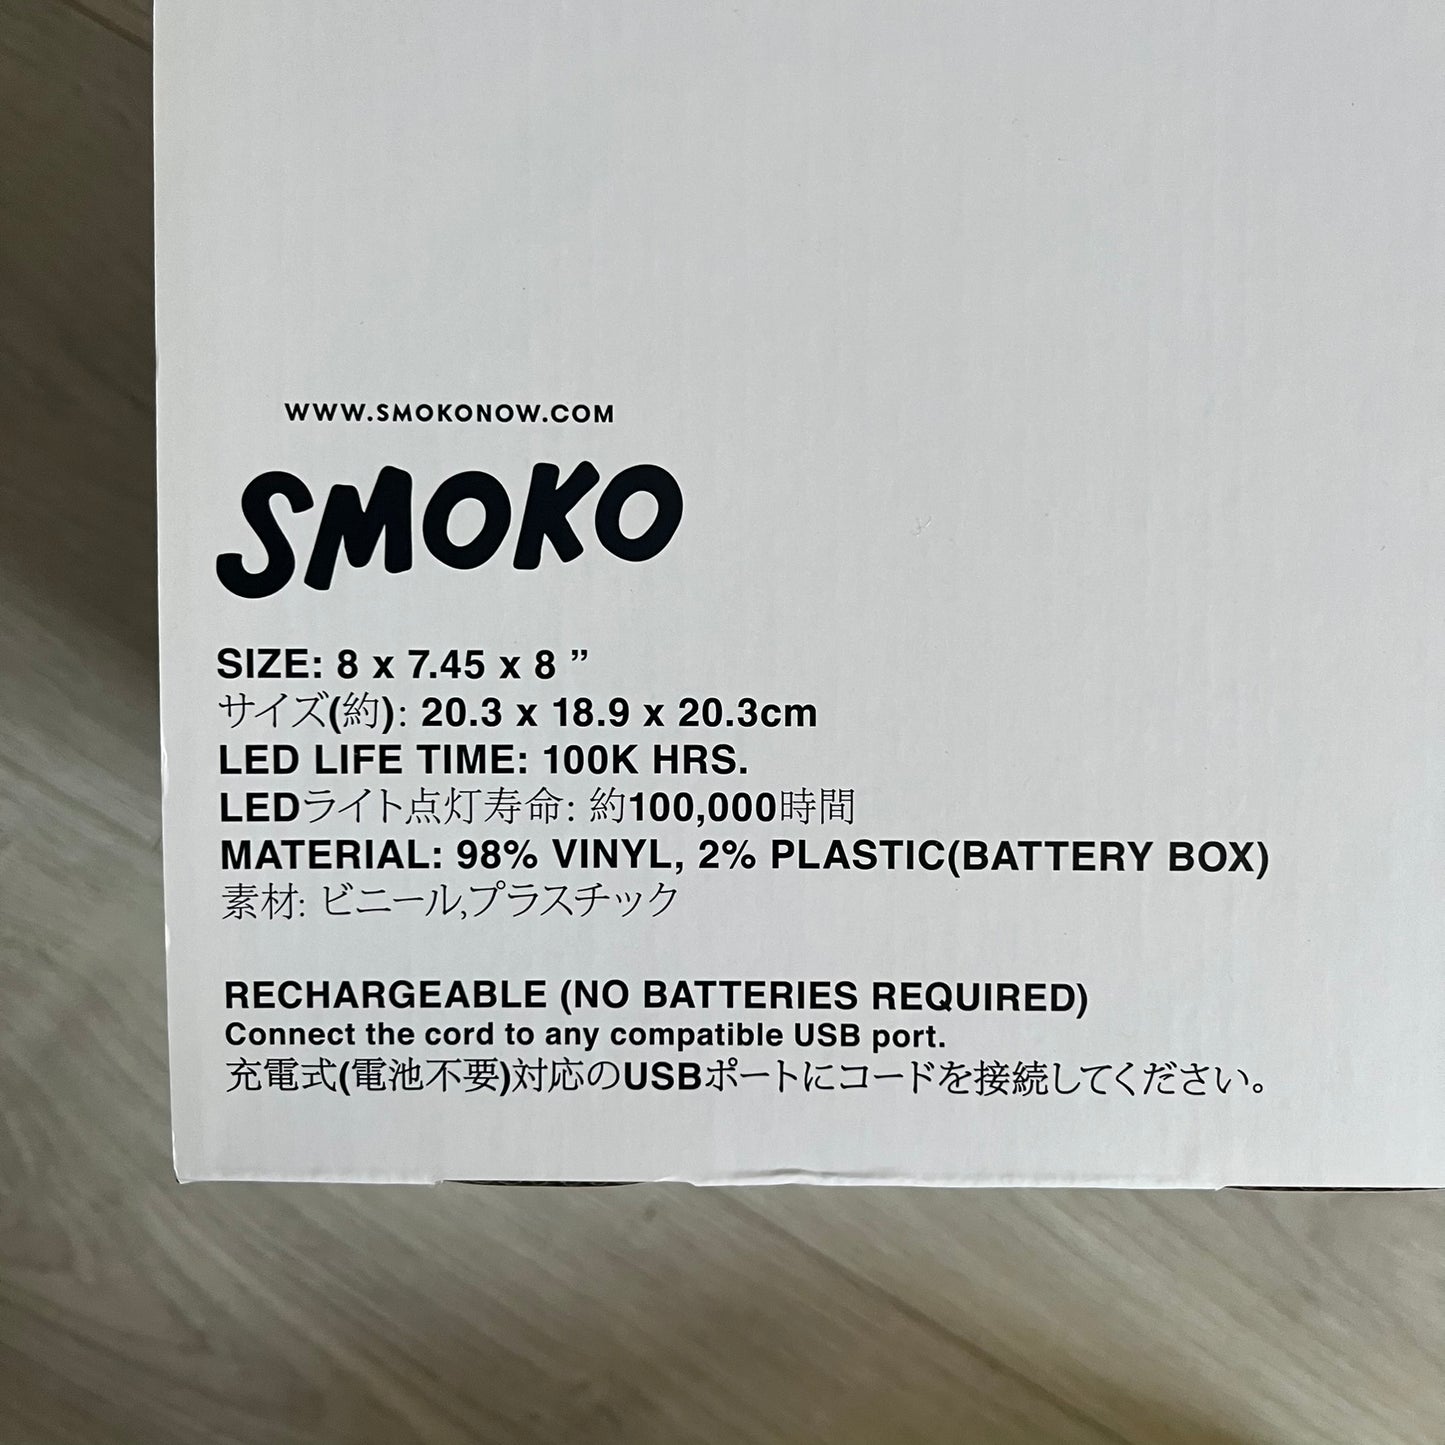 WWW.SMOKONOW.COM
SMOKO
SIZE: 8 x 7.45 x 8 ”
サイズ(約): 20.3 x 18.9 x 20.3cm
LED LIFE TIME: 100K HRS.
LEDライト点灯寿命: 約100,000時間
MATERIAL: 98% VINYL, 2% PLASTIC(BATTERY BOX)
素材: ビニール,プラスチック
RECHARGEABLE (NO BATTERIES REQUIRED)
Connect the cord to any compatible USB port.
充電式(電池不要)対応のUSBポートにコードを接続してください。